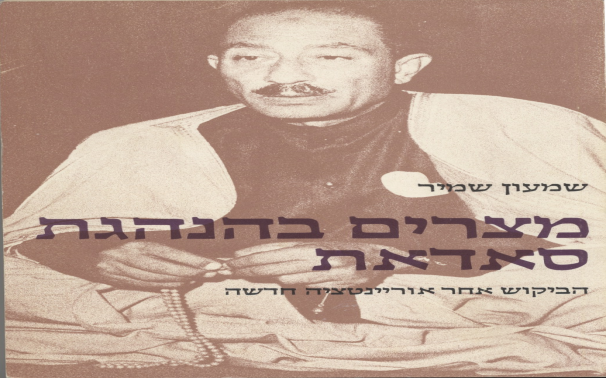 שמעון שמיר
מצרים בהנהגת
סאדאת
הביקוש אחר אוריינטציה חדשה